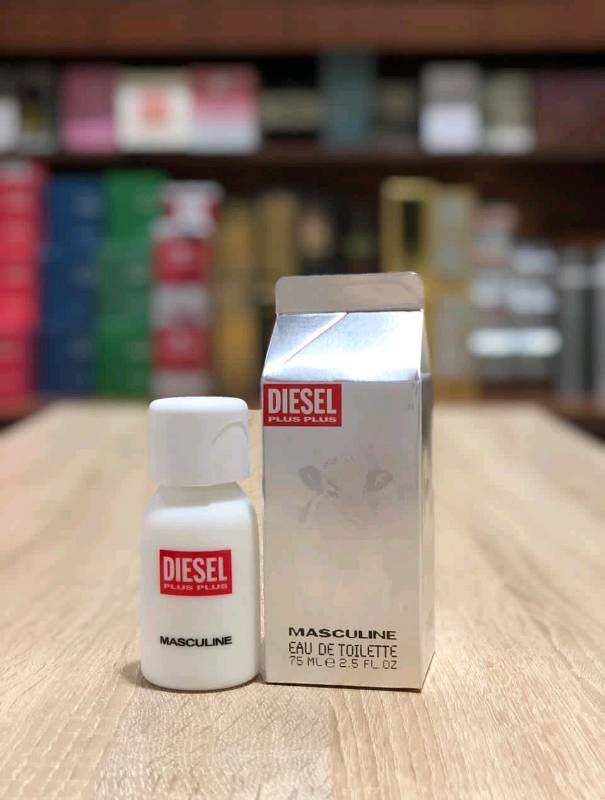 DIESEL
PLUS PLUS
MASCULINE
DIESEL
PLUS PLUS
MASCULINE
EAU DE TOILETTE
75 ML ℮ 2.5 FL.OZ